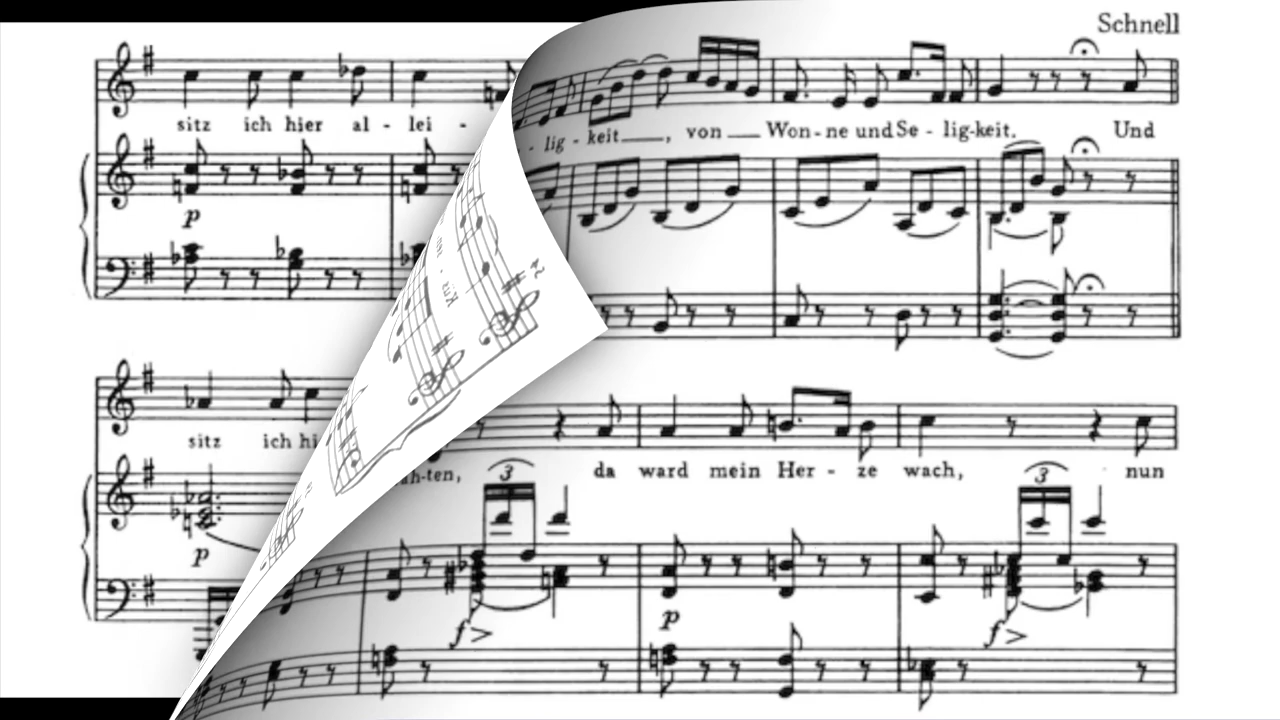 Schnell
sitz ich hier al - lei -
- lig - keit, von Won - ne und Se - lig-keit. Und
p
sitz ich hi
ten, da ward mein Her - ze wach, nun
3 3
p
p
f> f>